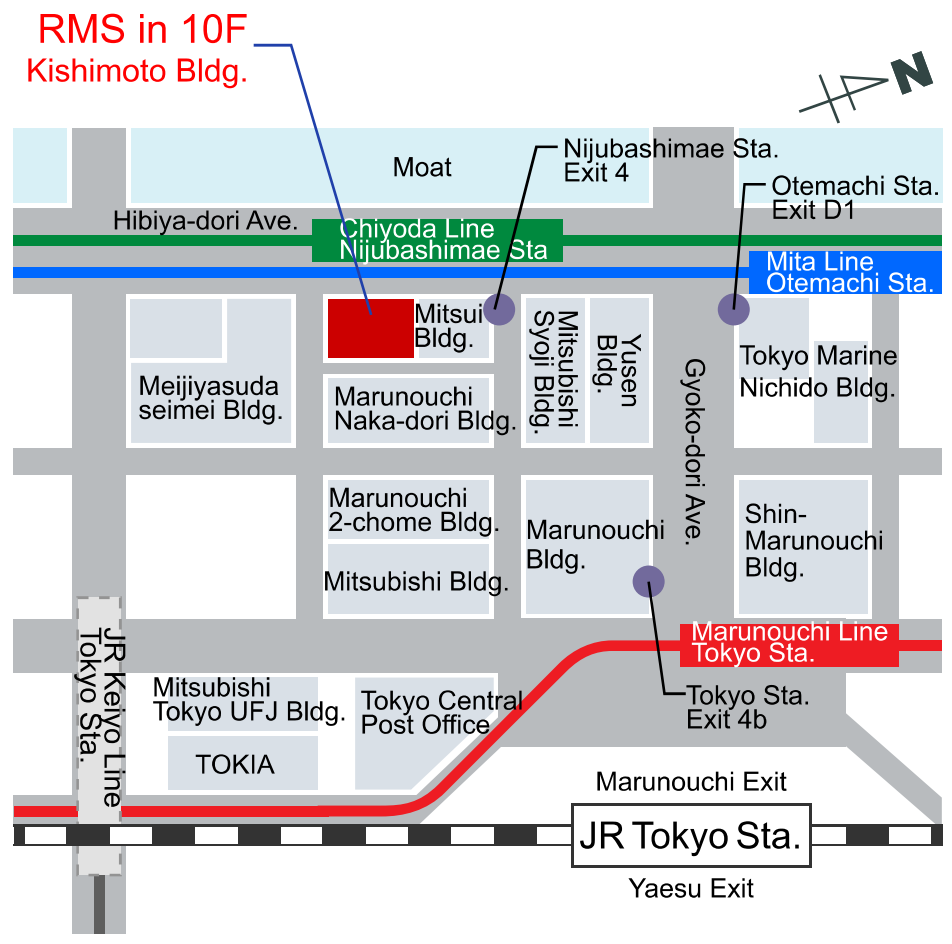 RMS in 10F
Kishimoto Bldg.
N
Moat
Nijubashimae Sta.
Exit 4
Otemachi Sta.
Exit D1
Hibiya-dori Ave.
Chiyoda Line
Nijubashimae Sta
Mita Line
Otemachi Sta.
Mitsui
Bldg.
Mitsubishi
Syoji Bldg.
Yusen
Bldg.
Tokyo Marine
Nichido Bldg.
Meijiyasuda
seimei Bldg.
Marunouchi
Naka-dori Bldg.
Gyoko-dori Ave.
Marunouchi
2-chome Bldg.
Mitsubishi Bldg.
Marunouchi
Bldg.
Shin-
Marunouchi
Bldg.
Marunouchi Line
Tokyo Sta.
JR Keiyo Line
Tokyo Sta.
Mitsubishi
Tokyo UFJ Bldg.
TOKIA
Tokyo Central
Post Office
Tokyo Sta.
Exit 4b
Marunouchi Exit
JR Tokyo Sta.
Yaesu Exit